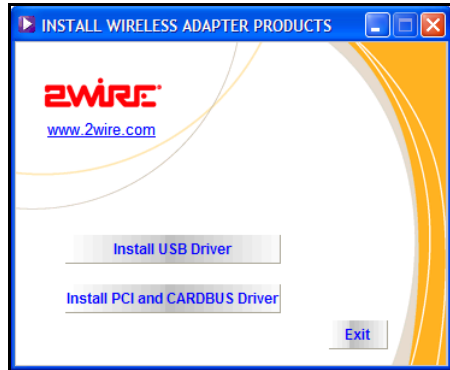 INSTALL WIRELESS ADAPTER PRODUCTS
2WIRE
www.2wire.com
Install USB Driver
Install PCI and CARDBUS Driver
Exit